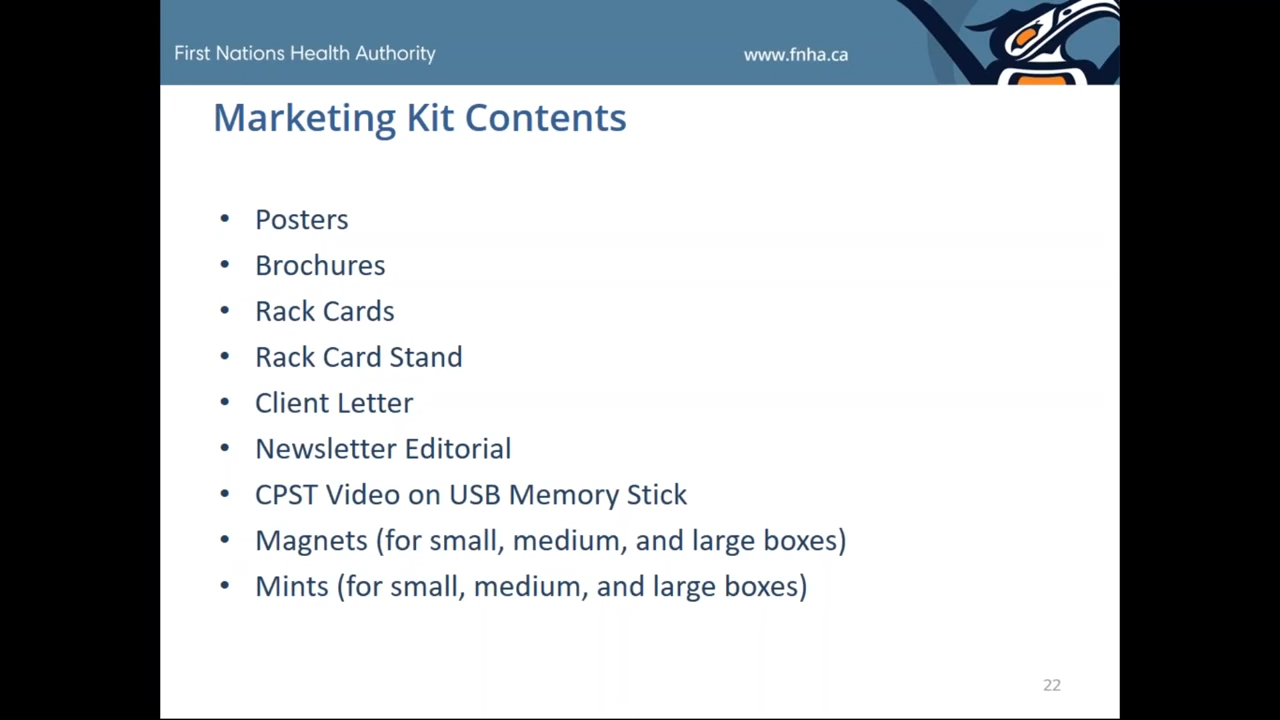 First Nations Health Authority
www.fnha.ca
Marketing Kit Contents
• Posters
• Brochures
• Rack Cards
• Rack Card Stand
• Client Letter
• Newsletter Editorial
• CPST Video on USB Memory Stick
• Magnets (for small, medium, and large boxes)
• Mints (for small, medium, and large boxes)
22